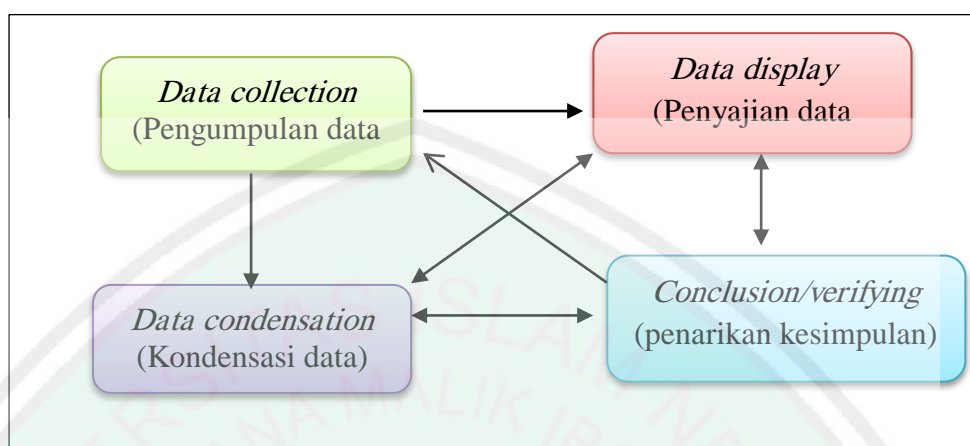 Data collection
(Pengumpulan data
Data display
(Penyajian data
Data condensation
(Kondensasi data)
Conclusion/verifying
(penarikan kesimpulan)